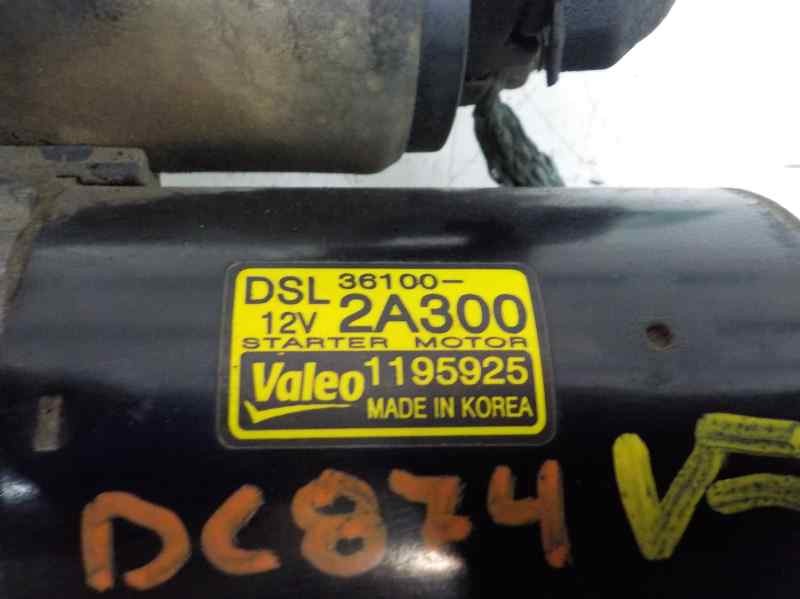 DSL 36100-
12V 2A300
STARTER MOTOR
Valeo 1195925
MADE IN KOREA
DC874